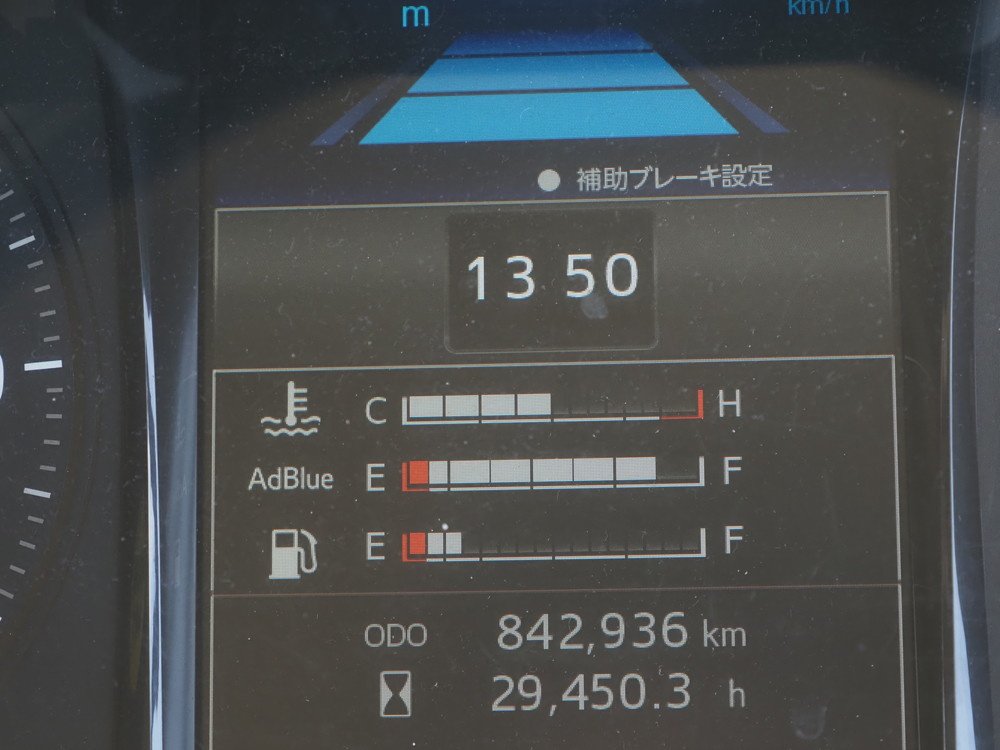 m km/h
補助ブレーキ設定
13 50
C H
AdBlue E F
E F
ODO 842,936 km
29,450.3 h